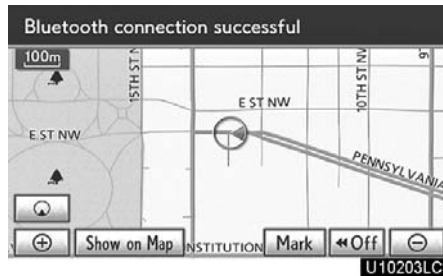 Bluetooth connection successful
100m
15TH ST N
10TH ST N
9T
E ST NW
E ST NW
PENNSYLVANIA
Show on Map
NSTITUTION
Mark
Off
U10203LC